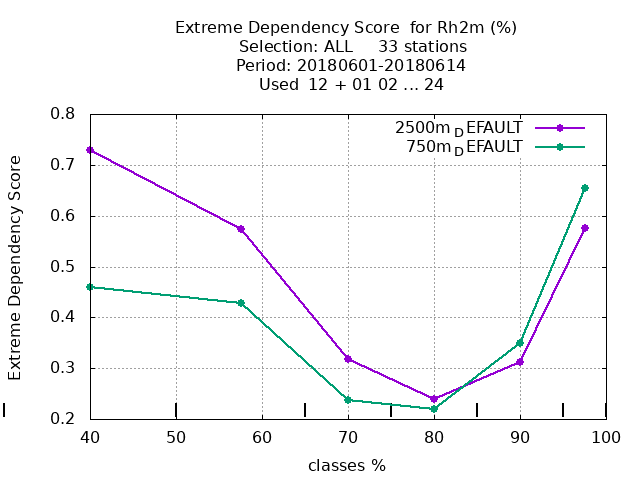 Extreme Dependency Score  for Rh2m (%)
Selection: ALL     33 stations
Period: 20180601-20180614
Used  12 + 01 02 ... 24
2500m_DEFAULT
750m_DEFAULT
Extreme Dependency Score
0.8
0.7
0.6
0.5
0.4
0.3
0.2
40 50 60 70 80 90 100
classes %